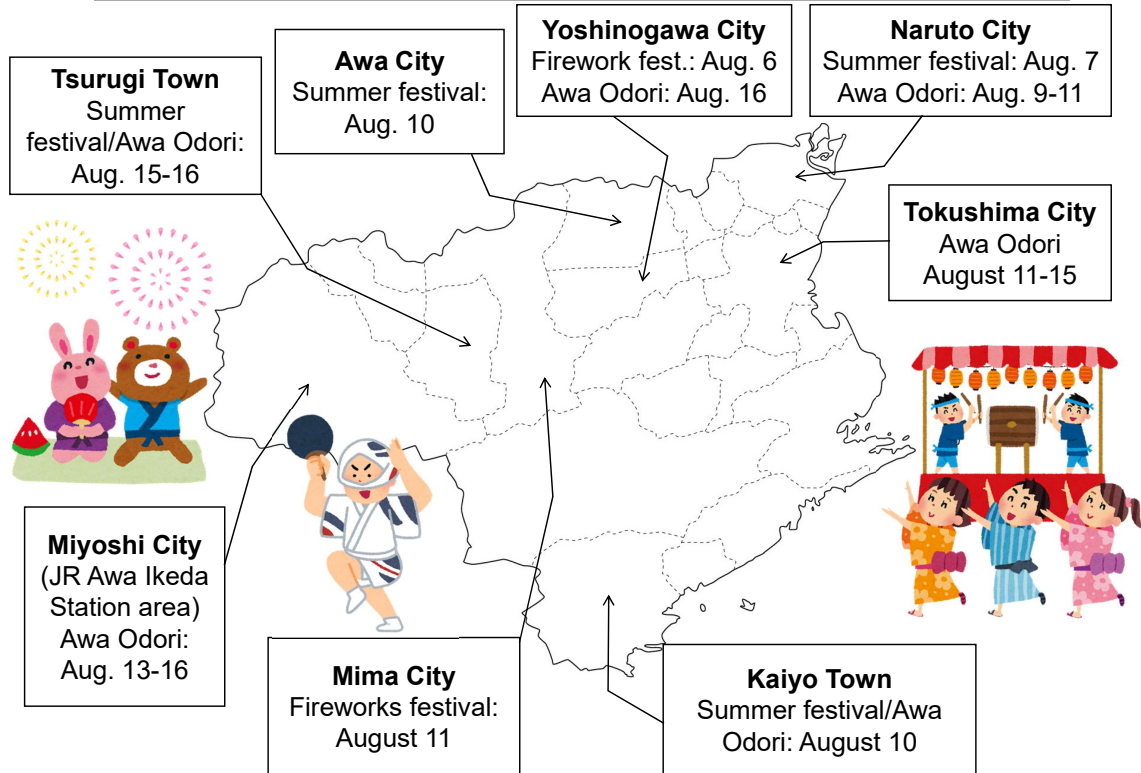 Yoshinogawa City
Firework fest.: Aug. 6
Awa Odori: Aug. 16
Naruto City
Summer festival: Aug. 7
Awa Odori: Aug. 9-11
Awa City
Summer festival:
Aug. 10
Tsurugi Town
Summer
festival/Awa Odori:
Aug. 15-16
Tokushima City
Awa Odori
August 11-15
Miyoshi City
(JR Awa Ikeda
Station area)
Awa Odori:
Aug. 13-16
Mima City
Fireworks festival:
August 11
Kaiyo Town
Summer festival/Awa
Odori: August 10